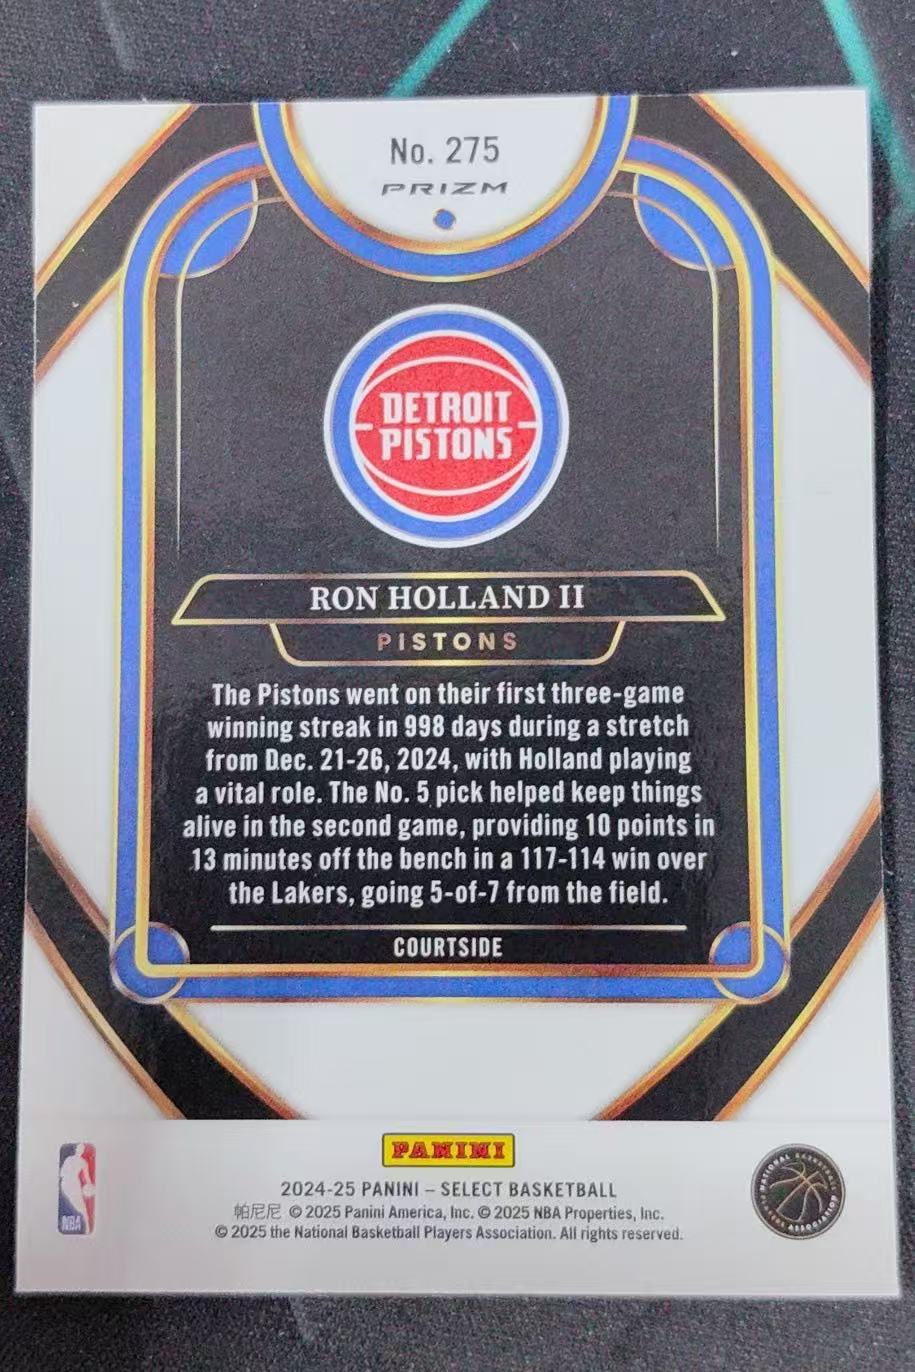 No. 275
PRIZM
DETROIT
PISTONS
RON HOLLAND II
PISTONS
The Pistons went on their first three-game
winning streak in 998 days during a stretch
from Dec. 21-26, 2024, with Holland playing
a vital role. The No. 5 pick helped keep things
alive in the second game, providing 10 points in
13 minutes off the bench in a 117-114 win over
the Lakers, going 5-of-7 from the field.
COURTSIDE
PANINI
2024-25 PANINI – SELECT BASKETBALL
帕尼尼 © 2025 Panini America, Inc. © 2025 NBA Properties, Inc.
© 2025 the National Basketball Players Association. All rights reserved.
NBA
NATIONAL BASKETBALL
PLAYERS ASSOCIATION